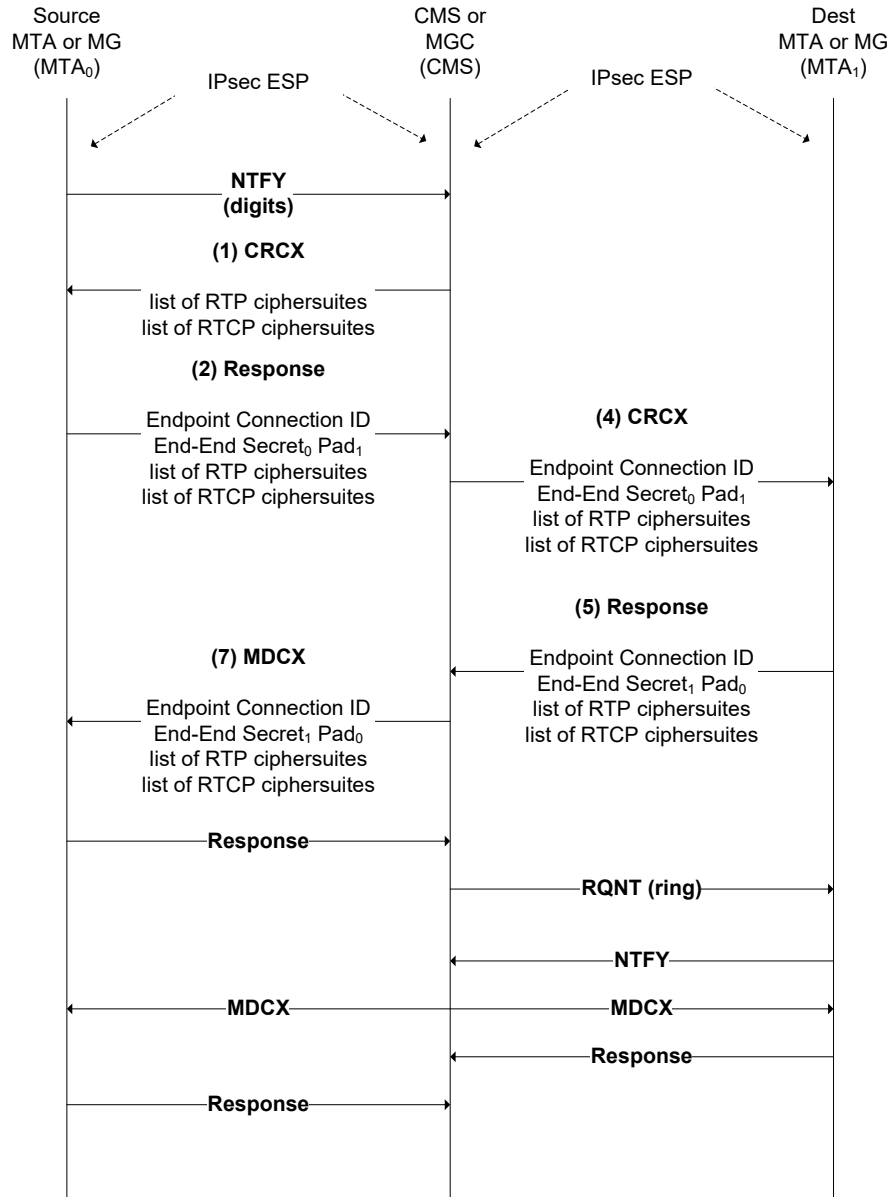 Source
MTA or MG
(MTA₀)
CMS or
MGC
(CMS)
Dest
MTA or MG
(MTA₁)
IPsec ESP
IPsec ESP
NTFY
(digits)
(1) CRCX
list of RTP ciphersuites
list of RTCP ciphersuites
(2) Response
Endpoint Connection ID
End-End Secret₀ Pad₁
list of RTP ciphersuites
list of RTCP ciphersuites
(4) CRCX
Endpoint Connection ID
End-End Secret₀ Pad₁
list of RTP ciphersuites
list of RTCP ciphersuites
(5) Response
Endpoint Connection ID
End-End Secret₁ Pad₀
list of RTP ciphersuites
list of RTCP ciphersuites
(7) MDCX
Endpoint Connection ID
End-End Secret₁ Pad₀
list of RTP ciphersuites
list of RTCP ciphersuites
Response
RQNT (ring)
NTFY
MDCX
MDCX
Response
Response